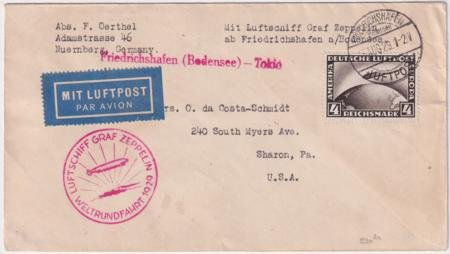 Abs. F. Oerthel
Adamstrasse 46
Nuernberg, Germany.
Mit Luftschiff Graf Zeppelin
ab Friedrichshafen a/Bodensee
Friedrichshafen (Bodensee) — Tokio
MIT LUFTPOST
PAR AVION
LUFTPOST
DEUTSCHE LUFTPOST
EUROPA
AMERIKA
4 REICHSMARK 4
O. da Costa-Schmidt
240 South Myers Ave.
Sharon, Pa.
U.S.A.
LUFTSCHIFF GRAF ZEPPELIN
WELTRUNDFAHRT 1929